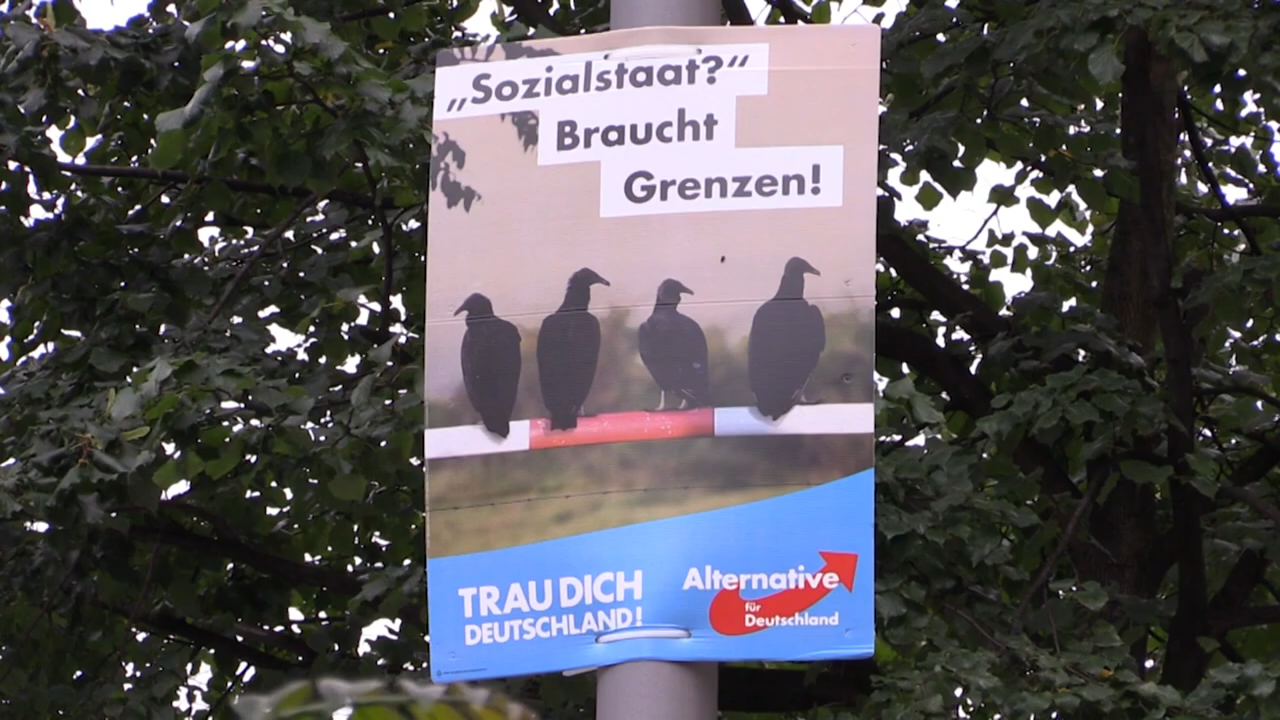 „Sozialstaat?“
Braucht
Grenzen!
TRAU DICH
DEUTSCHLAND!
Alternative
für
Deutschland